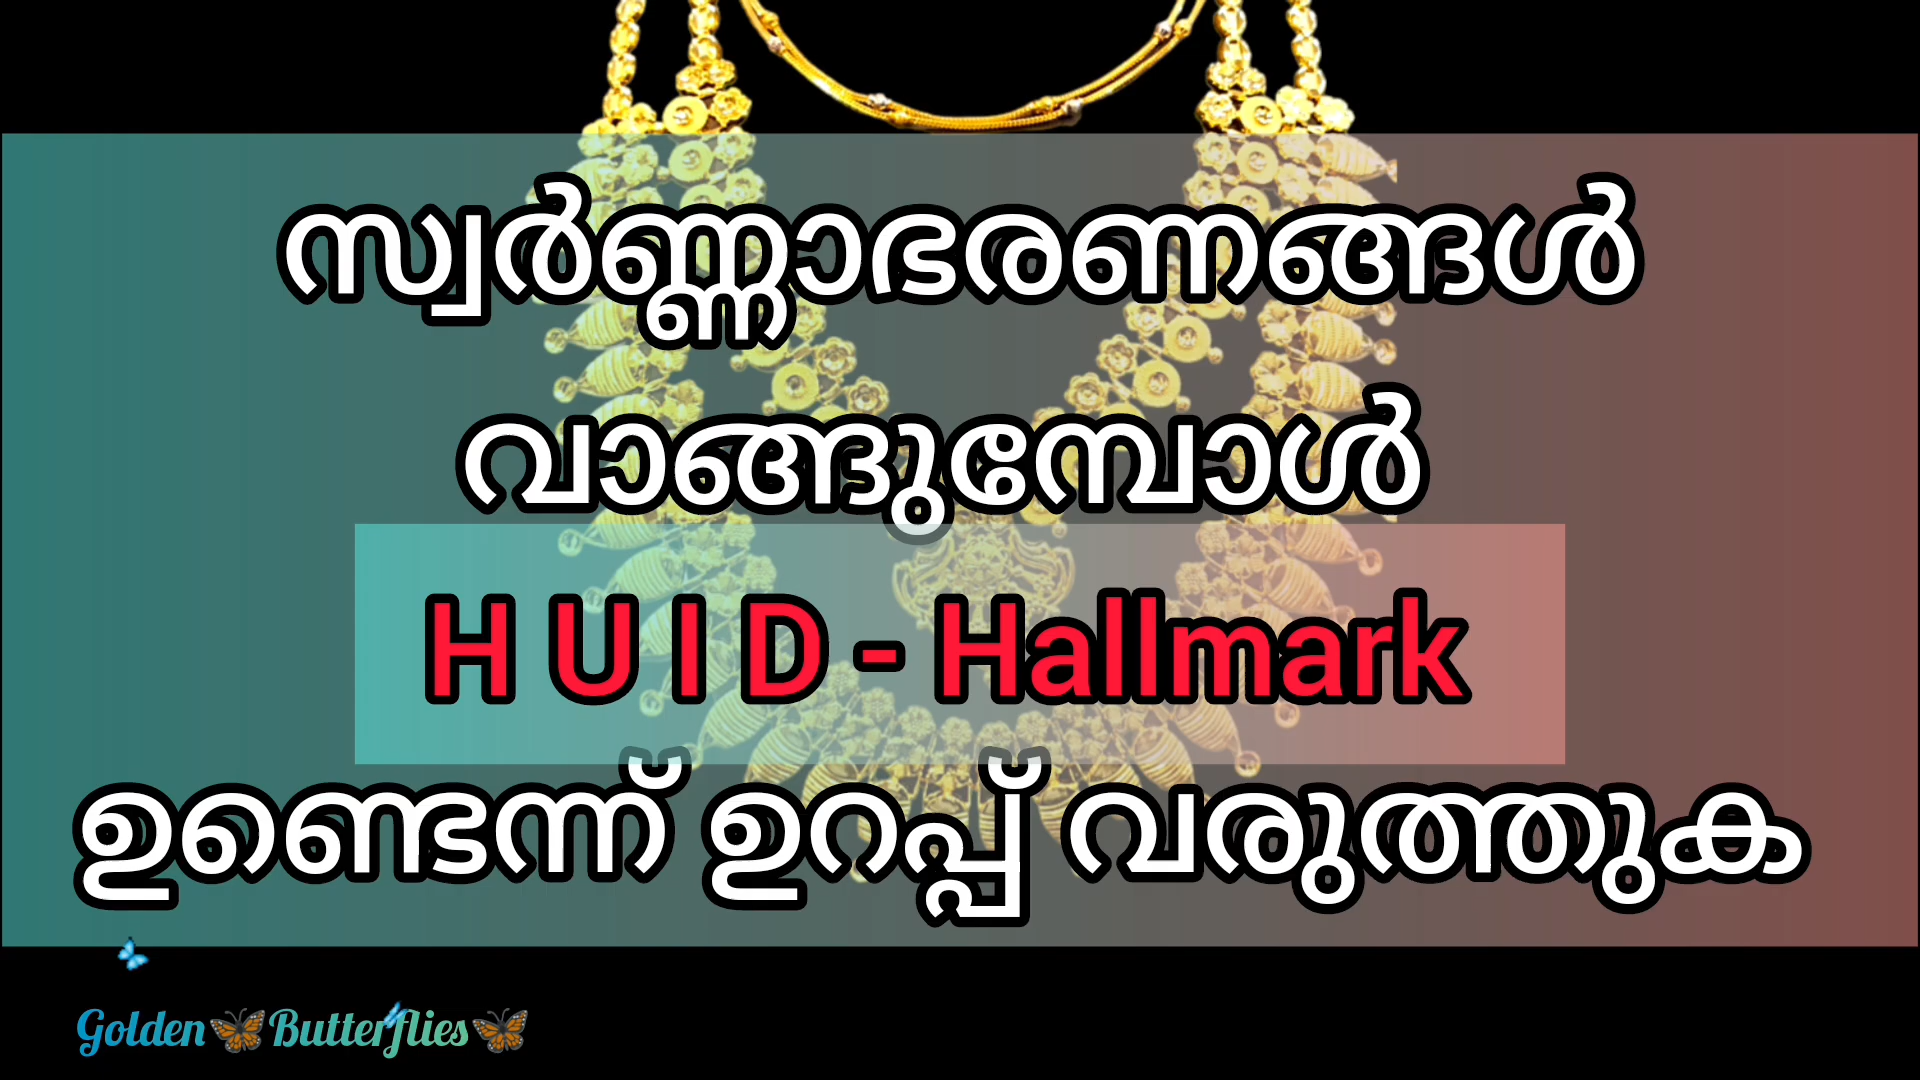 സ്വർണ്ണാഭരണങ്ങൾ
വാങ്ങുമ്പോൾ
H U I D - Hallmark
ഉണ്ടെന്ന് ഉറപ്പ് വരുത്തുക
Golden🦋Butterflies🦋